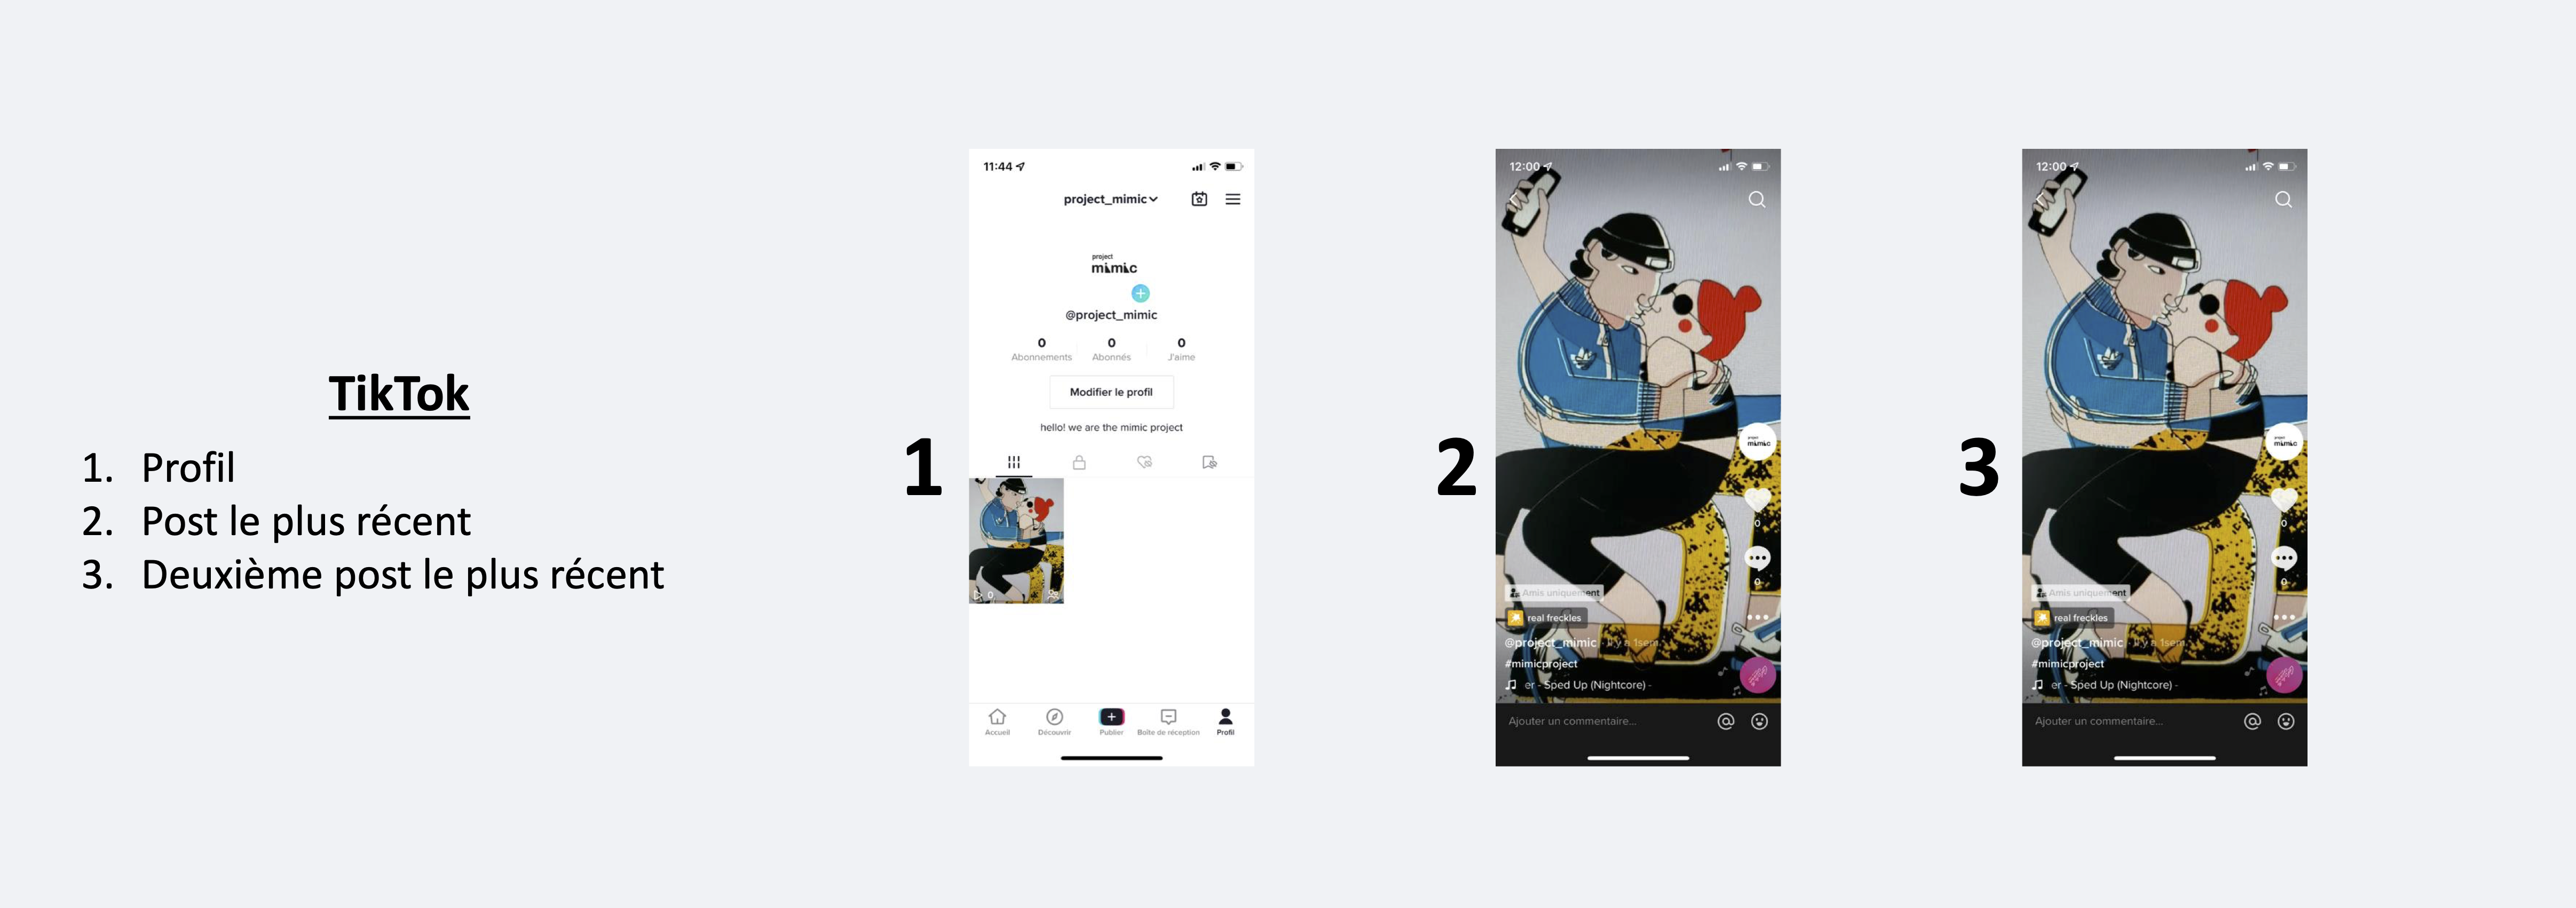 TikTok
1. Profil
2. Post le plus récent
3. Deuxième post le plus récent
1
11:44
project_mimic
project
mimic
@project_mimic
0 0 0
Abonnements Abonnés J'aime
Modifier le profil
hello! we are the mimic project
0
Accueil Découvrir Publier Boîte de réception Profil
2
12:00
project
mimic
0
0
Amis uniquement
real freckles
@project_mimic · Il y a 1sem.
#mimicproject
er - Sped Up (Nightcore) -
Ajouter un commentaire...
3
12:00
project
mimic
0
0
Amis uniquement
real freckles
@project_mimic · Il y a 1sem.
#mimicproject
er - Sped Up (Nightcore) -
Ajouter un commentaire...